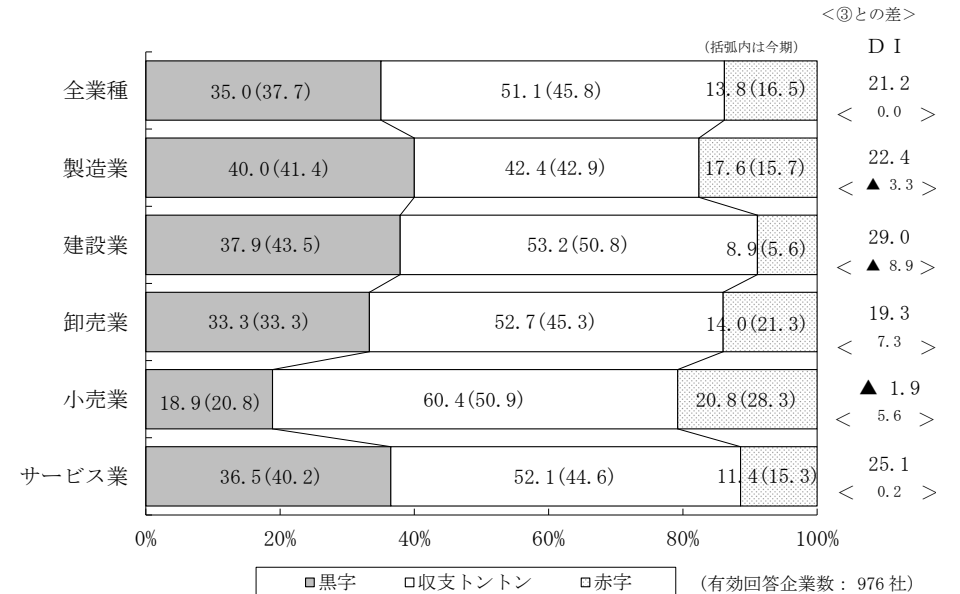 ＜③との差＞
(括弧内は今期)
ＤＩ
全業種 35.0(37.7) 51.1(45.8) 13.8(16.5) 21.2
＜ 0.0 ＞
製造業 40.0(41.4) 42.4(42.9) 17.6(15.7) 22.4
＜ ▲ 3.3 ＞
建設業 37.9(43.5) 53.2(50.8) 8.9(5.6) 29.0
＜ ▲ 8.9 ＞
卸売業 33.3(33.3) 52.7(45.3) 14.0(21.3) 19.3
＜ 7.3 ＞
小売業 18.9(20.8) 60.4(50.9) 20.8(28.3) ▲ 1.9
＜ 5.6 ＞
サービス業 36.5(40.2) 52.1(44.6) 11.4(15.3) 25.1
＜ 0.2 ＞
0% 20% 40% 60% 80% 100%
黒字 収支トントン 赤字 (有効回答企業数：976社)